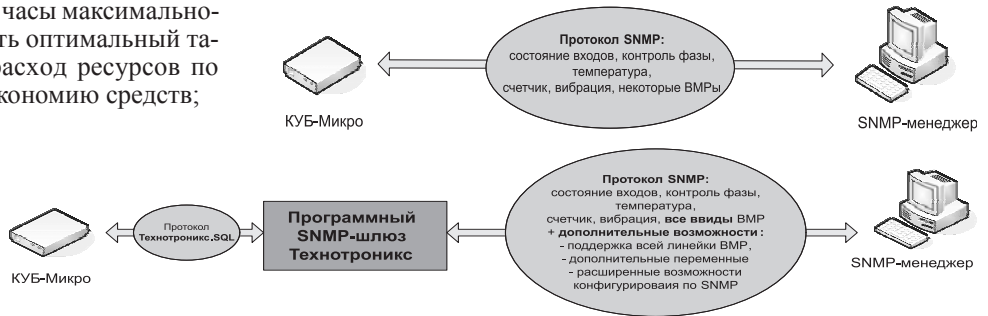 часы максимально-
ть оптимальный та-
расход ресурсов по
кономию средств;
Протокол SNMP:
состояние входов, контроль фазы,
температура,
счетчик, вибрация, некоторые ВМРы
КУБ-Микро
SNMP-менеджер
Протокол
Технотроникс.SQL
Программный
SNMP-шлюз
Технотроникс
Протокол SNMP:
состояние входов, контроль фазы,
температура,
счетчик, вибрация, все ввиды ВМР
+ дополнительные возможности:
- поддержка всей линейки ВМР,
- дополнительные переменные
- расширенные возможности
конфигурироваия по SNMP
КУБ-Микро
SNMP-менеджер